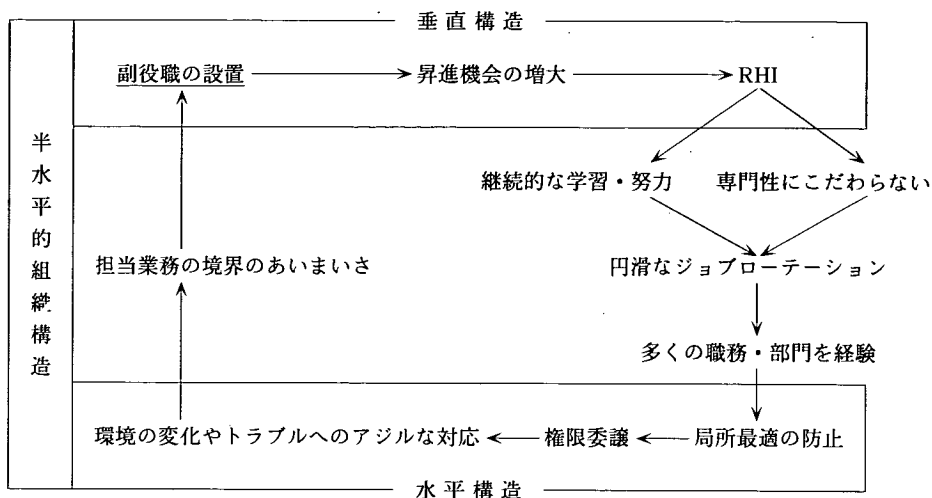 垂直構造
副役職の設置 昇進機会の増大 RHI
継続的な学習・努力 専門性にこだわらない
半水平的組織構造
担当業務の境界のあいまいさ 円滑なジョブローテーション
多くの職務・部門を経験
環境の変化やトラブルへのアジルな対応 権限委譲 局所最適の防止
水平構造